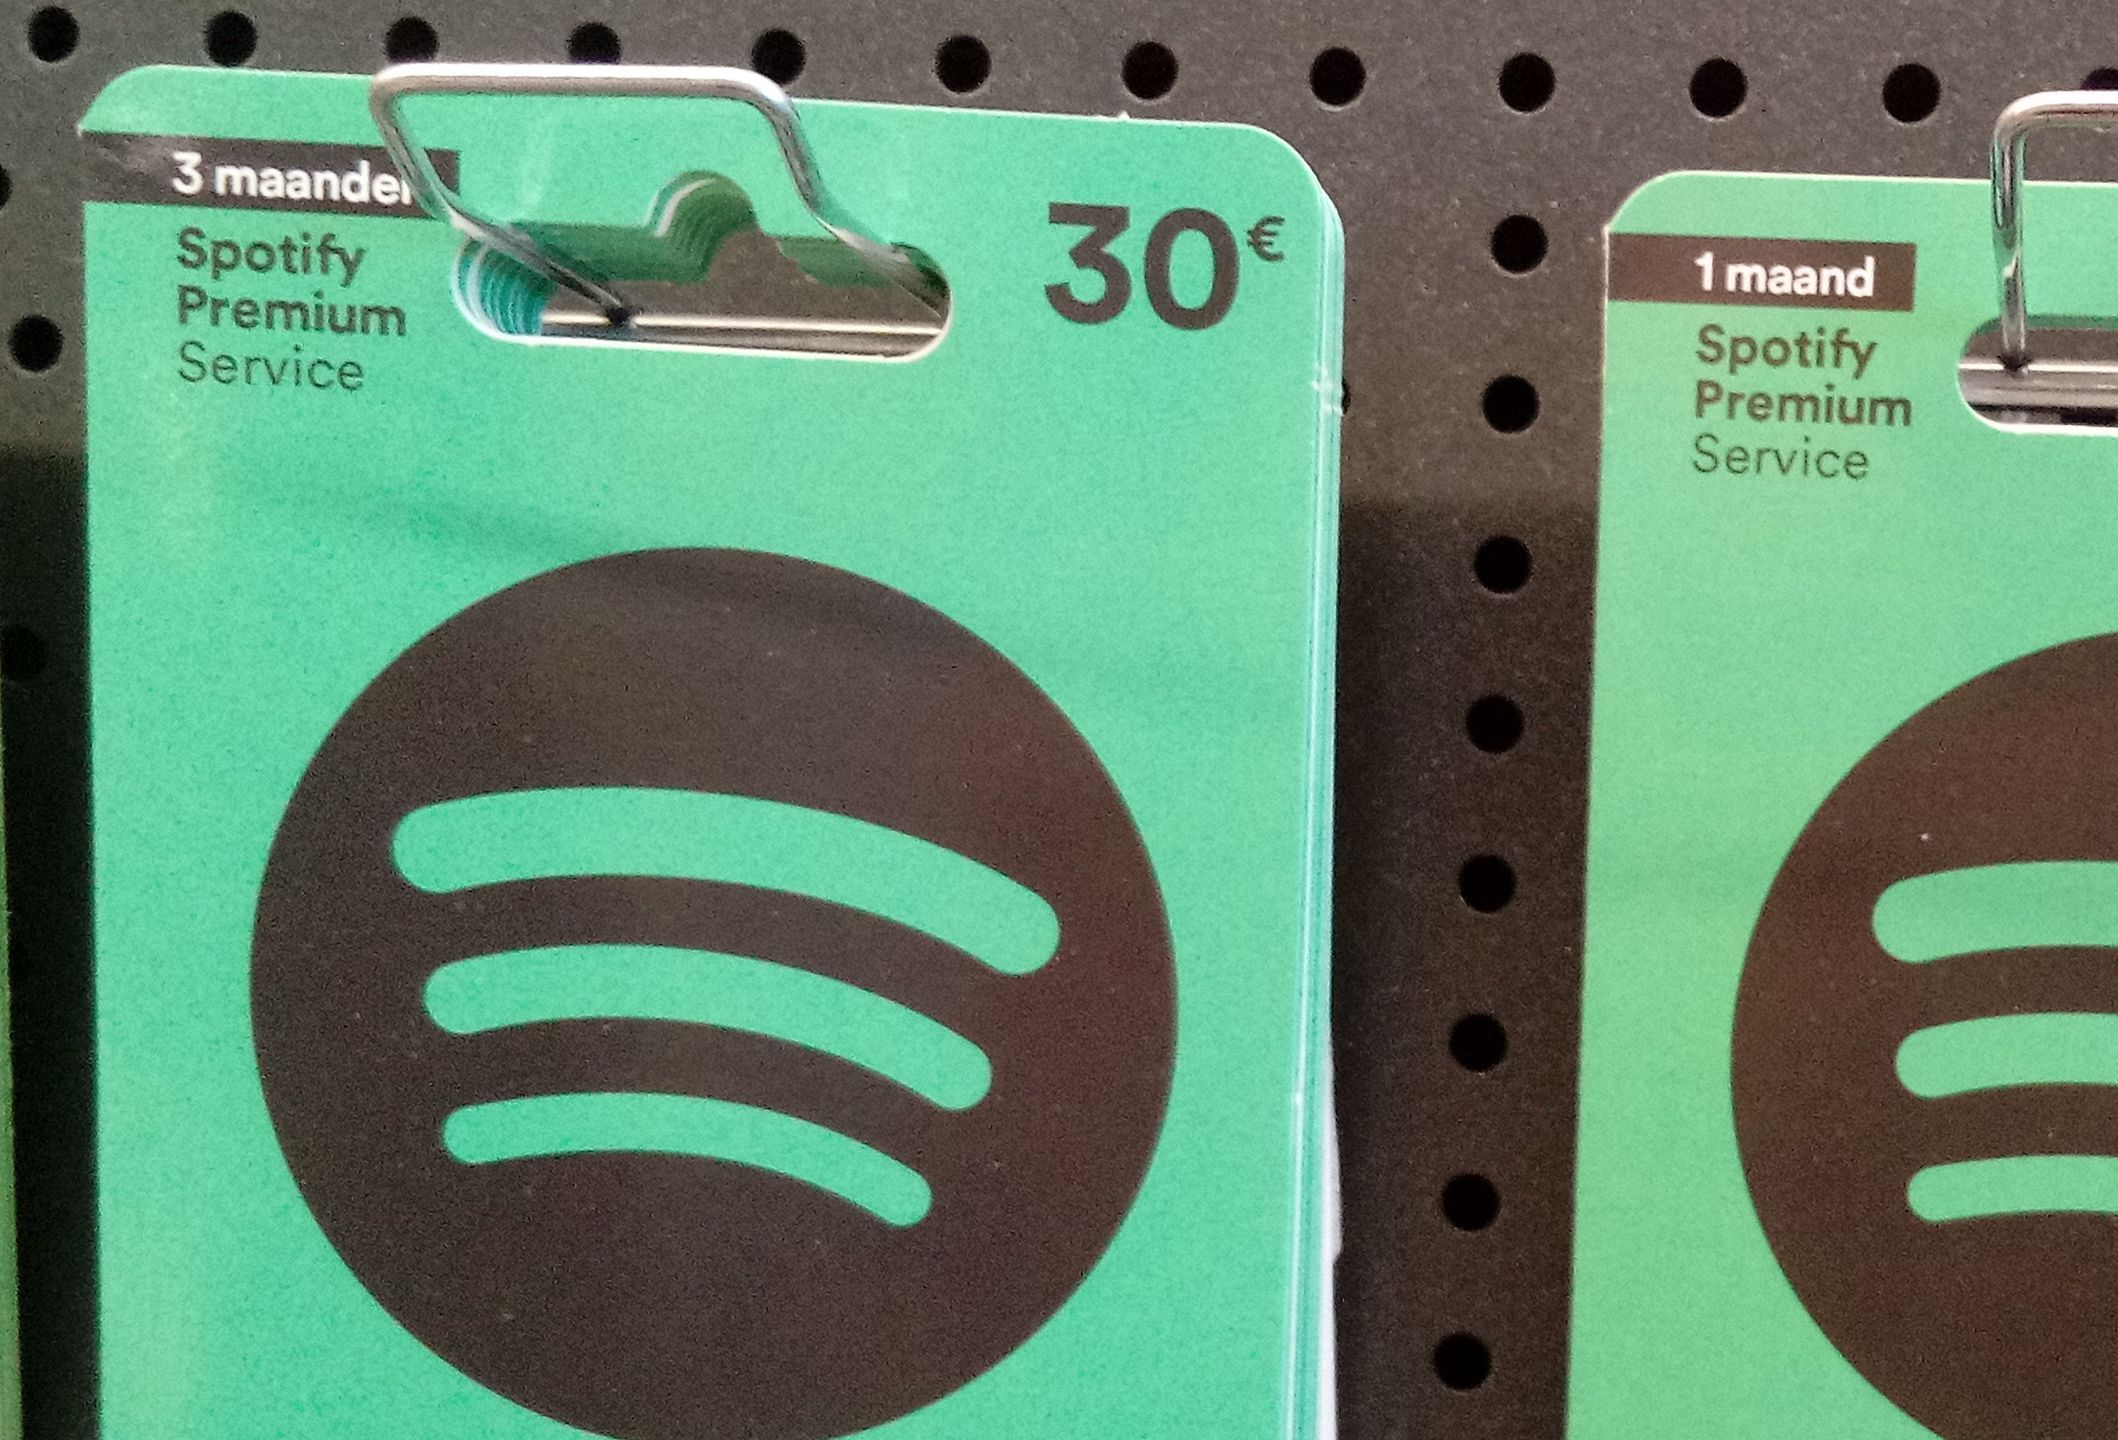 3 maanden
Spotify
Premium
Service
30€
1 maand
Spotify
Premium
Service